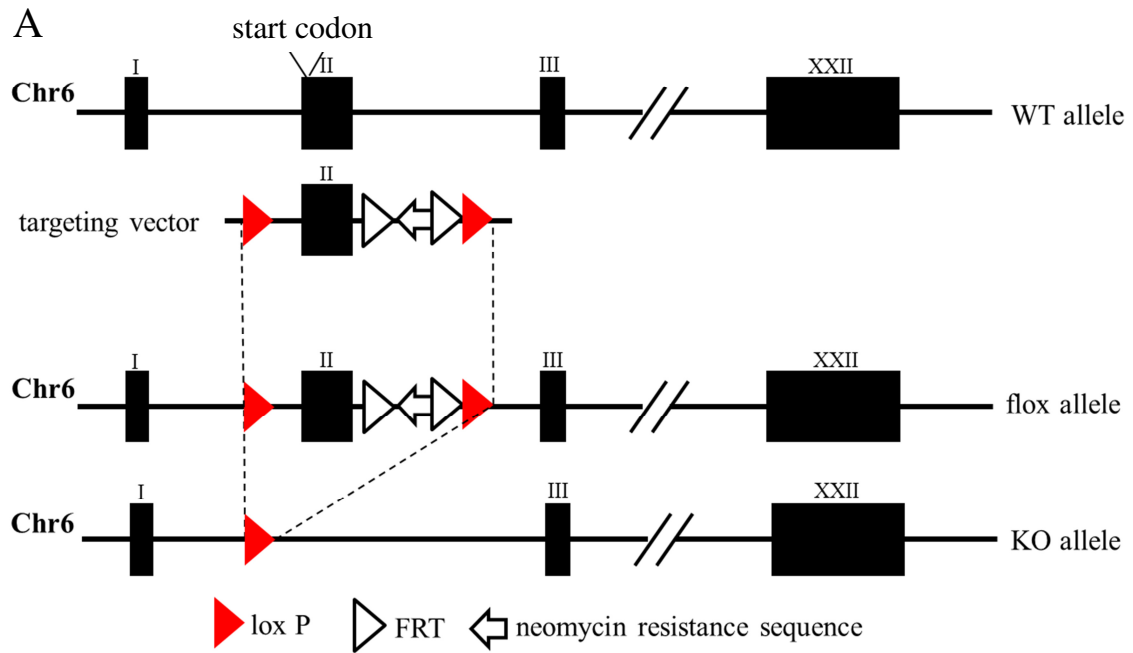 A
start codon
I II III XXII
Chr6
WT allele
II
targeting vector
I II III XXII
Chr6
flox allele
I III XXII
Chr6
KO allele
lox P FRT neomycin resistance sequence